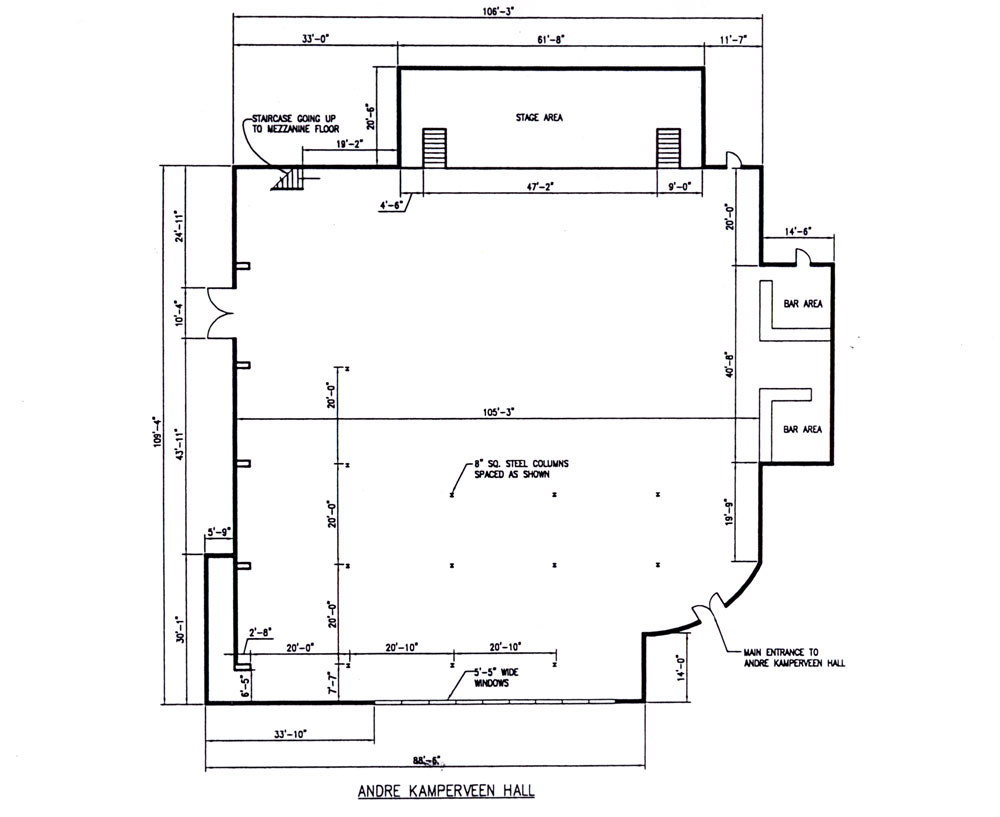 106'-3"
33'-0"
61'-8"
11'-7"
STAIRCASE GOING UP
TO MEZZANINE FLOOR
20'-6"
STAGE AREA
19'-2"
4'-6"
47'-2"
9'-0"
20'-0"
14'-6"
24'-11"
10'-4"
BAR AREA
109'-4"
43'-11"
20'-0"
105'-3"
40'-8"
BAR AREA
8" SQ. STEEL COLUMNS
SPACED AS SHOWN
20'-0"
19'-9"
5'-9"
30'-1"
20'-0"
2'-8"
20'-0"
20'-10"
20'-10"
MAIN ENTRANCE TO
ANDRE KAMPERVEEN HALL
6'-5"
7'-7"
5'-5" WIDE
WINDOWS
14'-0"
33'-10"
88'-6"
ANDRE KAMPERVEEN HALL